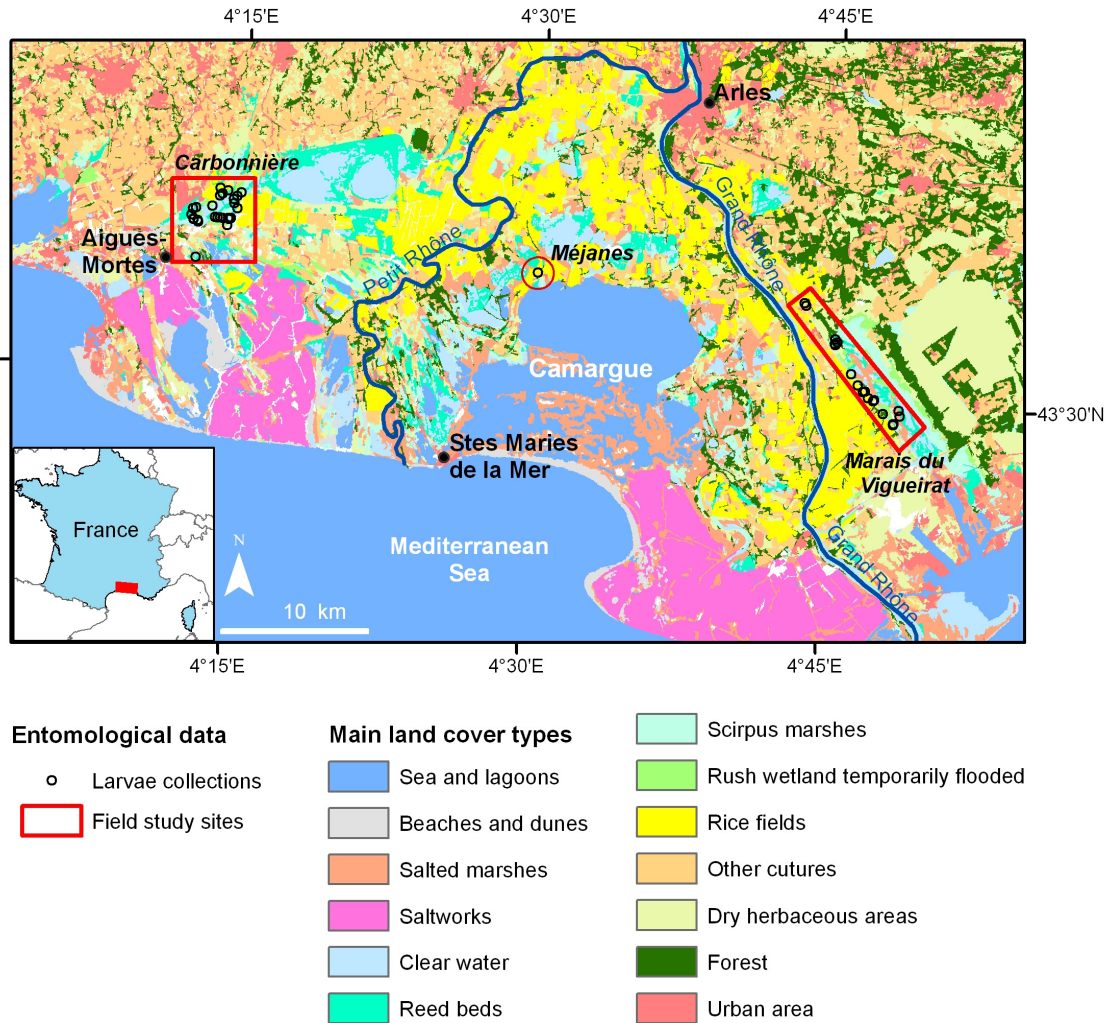 4°15'E
4°30'E
4°45'E
Arles
Carbonnière
Grand Rhône
Aigues-
Mortes
Petit Rhône
Méjanes
Camargue
43°30'N
Stes Maries
de la Mer
Marais du
Vigueirat
France
N
Mediterranean
Sea
Grand Rhône
10 km
4°15'E
4°30'E
4°45'E
Entomological data
Larvae collections
Field study sites
Main land cover types
Sea and lagoons
Beaches and dunes
Salted marshes
Saltworks
Clear water
Reed beds
Scirpus marshes
Rush wetland temporarily flooded
Rice fields
Other cutures
Dry herbaceous areas
Forest
Urban area